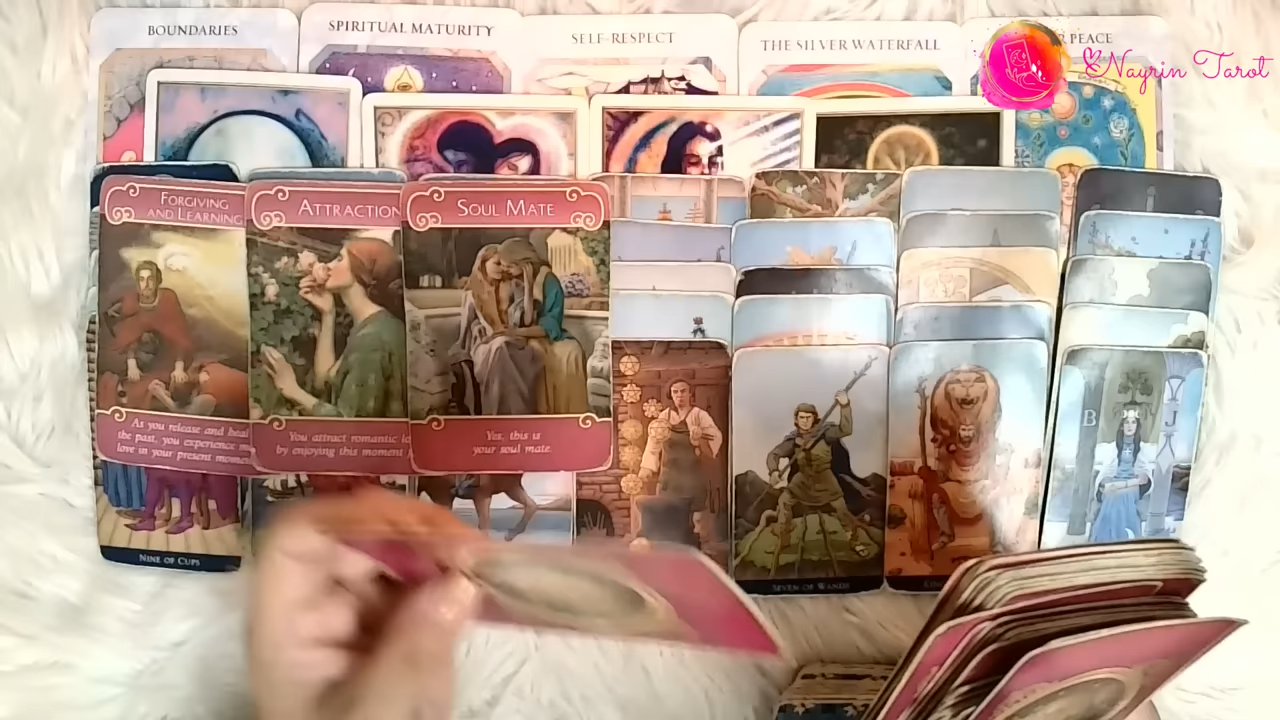 BOUNDARIES
SPIRITUAL MATURITY
SELF-RESPECT
THE SILVER WATERFALL
PEACE
Nayrin Tarot
FORGIVING
AND LEARNING
ATTRACTION
SOUL MATE
As you release and heal
the past, you experience
love in your present
You attract romantic
by enjoying this moment
Yes, this is
your soul mate.
B
J
NINE OF CUPS
SEVEN OF WANDS